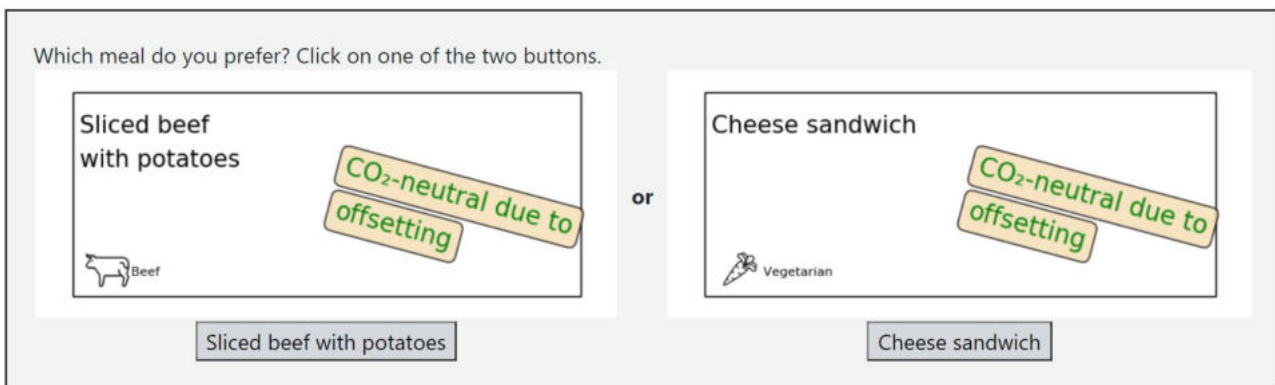 Which meal do you prefer? Click on one of the two buttons.
Sliced beef
with potatoes
CO₂-neutral due to
offsetting
Beef
or
Cheese sandwich
CO₂-neutral due to
offsetting
Vegetarian
Sliced beef with potatoes
Cheese sandwich